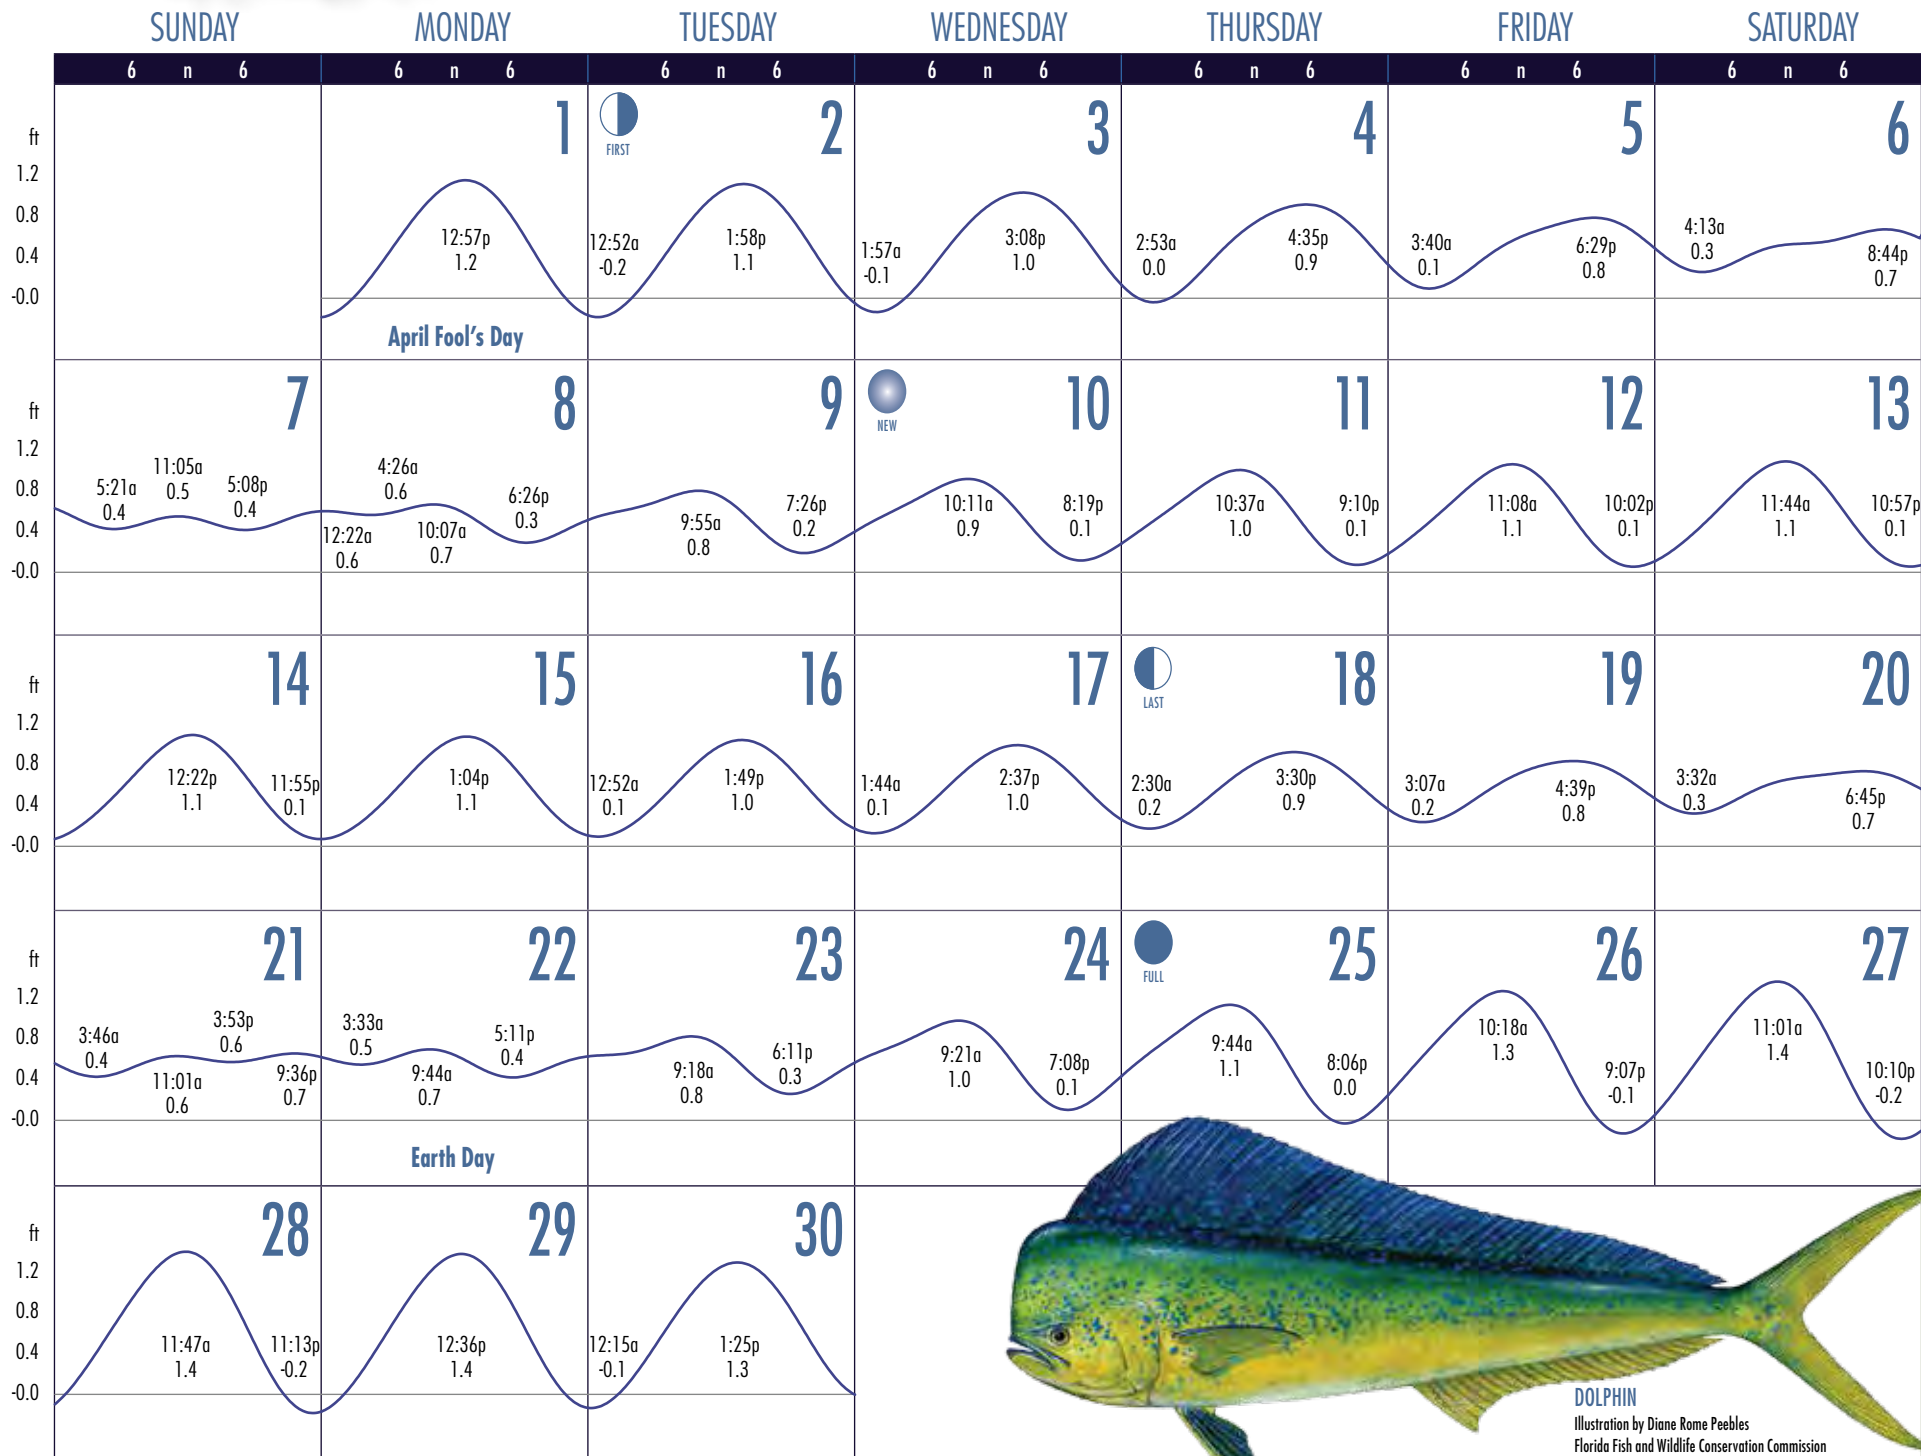 SUNDAY MONDAY TUESDAY WEDNESDAY THURSDAY FRIDAY SATURDAY
6 n 6 6 n 6 6 n 6 6 n 6 6 n 6 6 n 6 6 n 6
ft
1.2
0.8
0.4
-0.0
1
12:57p
1.2
April Fool's Day
FIRST
2
12:52a
-0.2
1:58p
1.1
3
1:57a
-0.1
3:08p
1.0
4
2:53a
0.0
4:35p
0.9
5
3:40a
0.1
6:29p
0.8
6
4:13a
0.3
8:44p
0.7
ft
1.2
0.8
0.4
-0.0
7
5:21a
0.4
11:05a
0.5
5:08p
0.4
8
12:22a
0.6
4:26a
0.6
10:07a
0.7
6:26p
0.3
9
9:55a
0.8
7:26p
0.2
NEW
10
10:11a
0.9
8:19p
0.1
11
10:37a
1.0
9:10p
0.1
12
11:08a
1.1
10:02p
0.1
13
11:44a
1.1
10:57p
0.1
ft
1.2
0.8
0.4
-0.0
14
12:22p
1.1
11:55p
0.1
15
1:04p
1.1
16
12:52a
0.1
1:49p
1.0
17
1:44a
0.1
2:37p
1.0
LAST
18
2:30a
0.2
3:30p
0.9
19
3:07a
0.2
4:39p
0.8
20
3:32a
0.3
6:45p
0.7
ft
1.2
0.8
0.4
-0.0
21
3:46a
0.4
11:01a
0.6
3:53p
0.6
9:36p
0.7
22
3:33a
0.5
9:44a
0.7
5:11p
0.4
Earth Day
23
9:18a
0.8
6:11p
0.3
24
9:21a
1.0
7:08p
0.1
FULL
25
9:44a
1.1
8:06p
0.0
26
10:18a
1.3
9:07p
-0.1
27
11:01a
1.4
10:10p
-0.2
ft
1.2
0.8
0.4
-0.0
28
11:47a
1.4
11:13p
-0.2
29
12:36p
1.4
30
12:15a
-0.1
1:25p
1.3
DOLPHIN
Illustration by Diane Rome Peebles
Florida Fish and Wildlife Conservation Commission